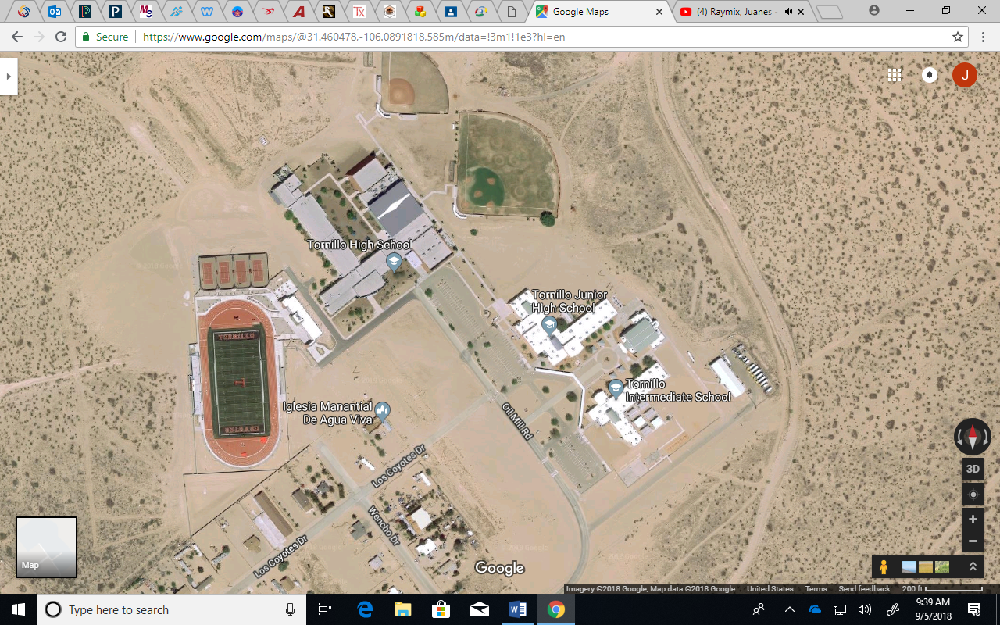 Google Maps
(4) Raymix, Juanes -
Secure
https://www.google.com/maps/@31.460478,-106.0891818,585m/data=!3m1!1e3?hl=en
J
Tornillo High School
Tornillo Junior
High School
TORNILLO
Tornillo
Intermediate School
Iglesia Manantial
De Agua Viva
Oil Mill Rd
COYOTES
Los Coyotes Dr
Wencho Dr
Los Coyotes Dr
3D
Map
Google
Imagery ©2018 Google, Map data ©2018 Google United States Terms Send feedback 200 ft
Type here to search
9:39 AM
9/5/2018